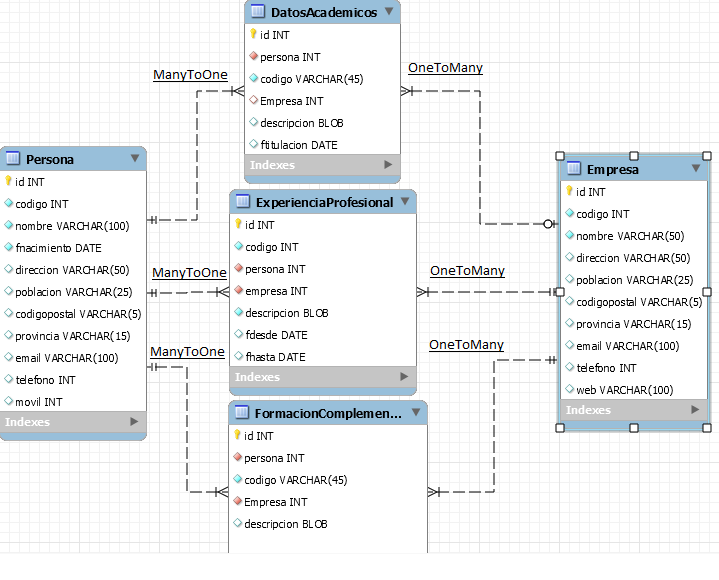 DatosAcademicos
id INT
persona INT
codigo VARCHAR(45)
Empresa INT
descripcion BLOB
ftitulacion DATE
Indexes
ManyToOne
OneToMany
Persona
id INT
codigo INT
nombre VARCHAR(100)
fnacimiento DATE
direccion VARCHAR(50)
poblacion VARCHAR(25)
codigopostal VARCHAR(5)
provincia VARCHAR(15)
email VARCHAR(100)
telefono INT
movil INT
Indexes
ManyToOne
ManyToOne
ExperienciaProfesional
id INT
codigo INT
persona INT
empresa INT
descripcion BLOB
fdesde DATE
fhasta DATE
Indexes
OneToMany
OneToMany
FormacionComplemen...
id INT
persona INT
codigo VARCHAR(45)
Empresa INT
descripcion BLOB
Empresa
id INT
codigo INT
nombre VARCHAR(50)
direccion VARCHAR(50)
poblacion VARCHAR(25)
codigopostal VARCHAR(5)
provincia VARCHAR(15)
email VARCHAR(100)
telefono INT
web VARCHAR(100)
Indexes